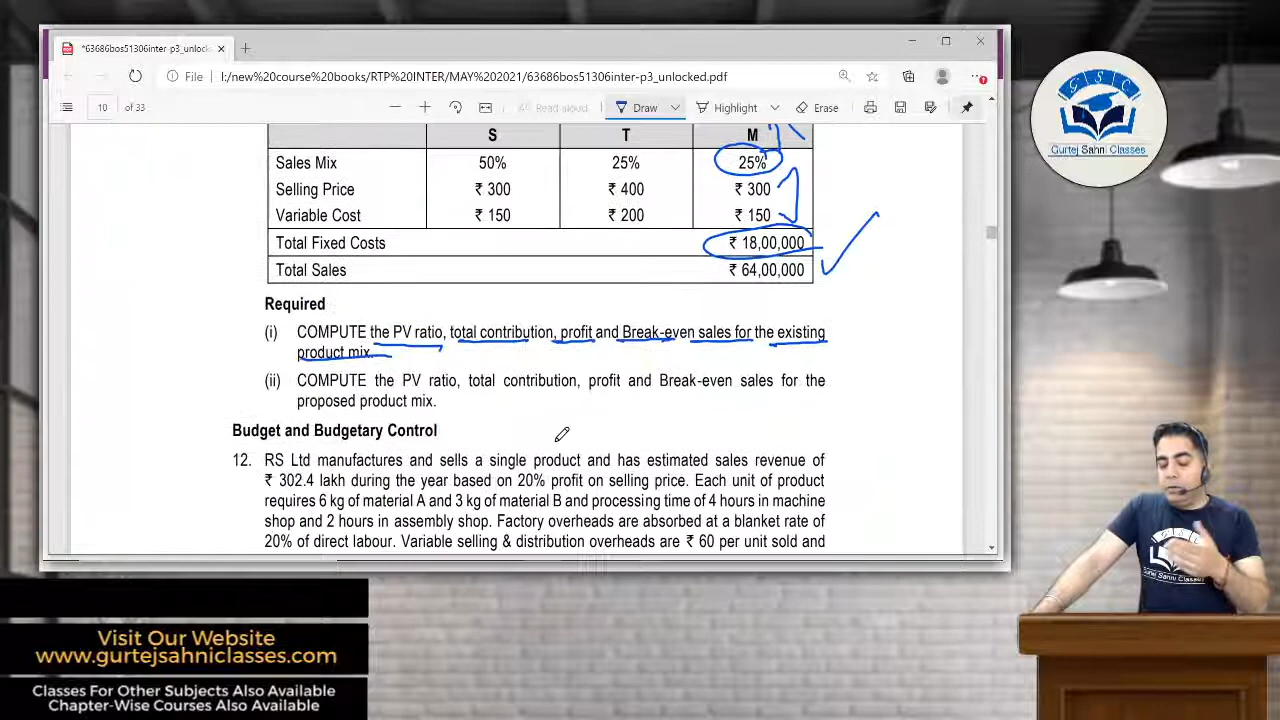 *63686bos51306inter-p3_unlock
File
I:/new%20course%20books/RTP%20INTER/MAY%202021/63686bos51306inter-p3_unlocked.pdf
10 of 33
Read aloud
Draw
Highlight
Erase
S T M
Sales Mix 50% 25% 25%
Selling Price ₹ 300 ₹ 400 ₹ 300
Variable Cost ₹ 150 ₹ 200 ₹ 150
Total Fixed Costs ₹ 18,00,000
Total Sales ₹ 64,00,000
Required
(i) COMPUTE the PV ratio, total contribution, profit and Break-even sales for the existing
product mix.
(ii) COMPUTE the PV ratio, total contribution, profit and Break-even sales for the
proposed product mix.
Budget and Budgetary Control
12. RS Ltd manufactures and sells a single product and has estimated sales revenue of
₹ 302.4 lakh during the year based on 20% profit on selling price. Each unit of product
requires 6 kg of material A and 3 kg of material B and processing time of 4 hours in machine
shop and 2 hours in assembly shop. Factory overheads are absorbed at a blanket rate of
20% of direct labour. Variable selling & distribution overheads are ₹ 60 per unit sold and
G S C
Gurtej Sahni Classes
G S C
Gurtej Sahni Classes
Visit Our Website
www.gurtejsahniclasses.com
Classes For Other Subjects Also Available
Chapter-Wise Courses Also Available